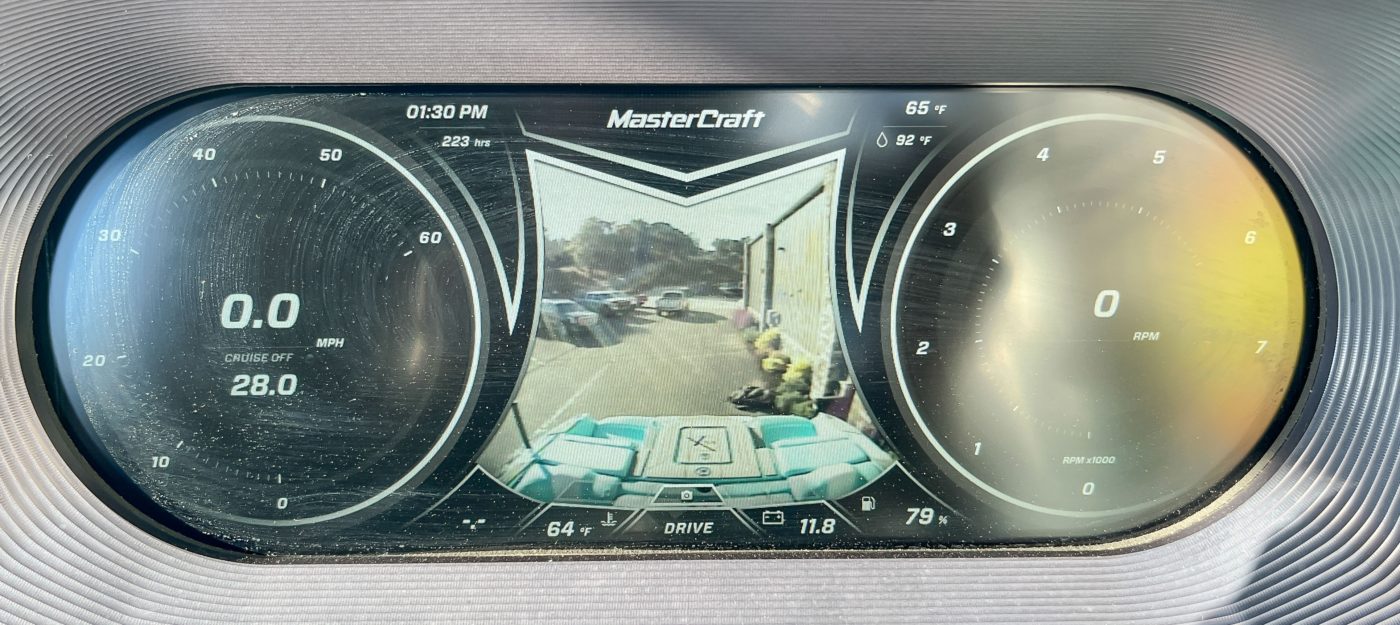 01:30 PM
223 hrs
MasterCraft
65 °F
92 °F
0
10
20
30
40
50
60
0.0
MPH
CRUISE OFF
28.0
0
1
2
3
4
5
6
7
0
RPM
RPM x1000
64 °F
DRIVE
11.8
79 %